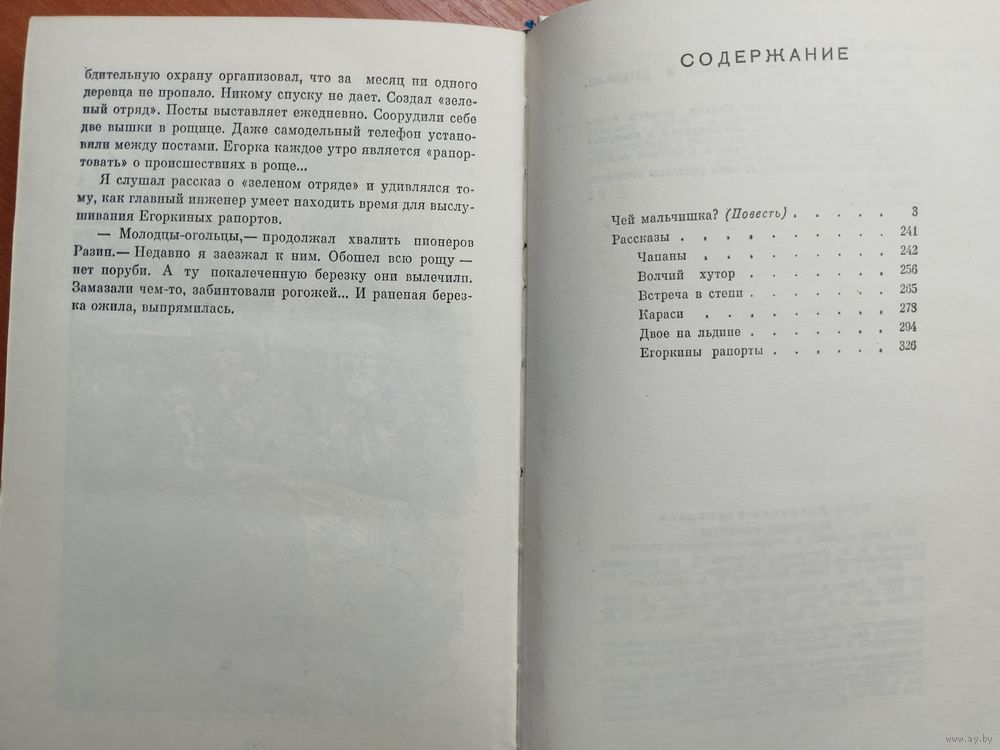 бдительную охрану организовал, что за месяц ни одного
деревца не пропало. Никому спуску не дает. Создал «зеле-
ный отряд». Посты выставляет ежедневно. Соорудили себе
две вышки в рощице. Даже самодельный телефон устано-
вили между постами. Егорка каждое утро является «рапор-
товать» о происшествиях в роще...
Я слушал рассказ о «зеленом отряде» и удивлялся то-
му, как главный инженер умеет находить время для выслу-
шивания Егоркиных рапортов.
— Молодцы-огольцы,— продолжал хвалить пионеров
Разин.— Недавно я заезжал к ним. Обошел всю рощу —
нет поруби. А ту покалеченную березку они вылечили.
Замазали чем-то, забинтовали рогожей... И раненая берез-
ка ожила, выпрямилась.
СОДЕРЖАНИЕ
Чей мальчишка? (Повесть) . . . . . 3
Рассказы . . . . . . . . . 241
Чапаны . . . . . . . . 242
Волчий хутор . . . . . . 256
Встреча в степи . . . . . . 265
Караси . . . . . . . . 278
Двое на льдине . . . . . . 294
Егоркины рапорты . . . . . 326
www.ay.by